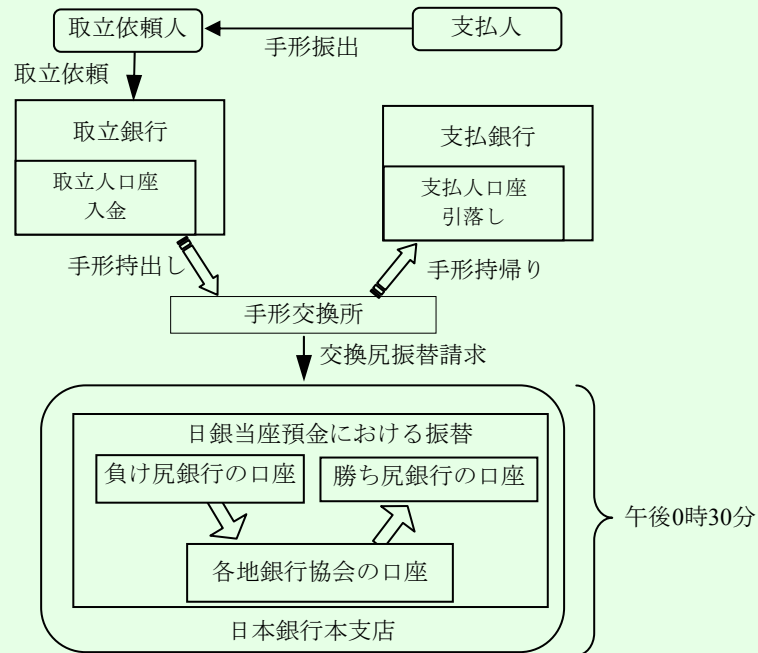 取立依頼人
支払人
手形振出
取立依頼
取立銀行
支払銀行
取立人口座
入金
支払人口座
引落し
手形持出し
手形持帰り
手形交換所
交換尻振替請求
日銀当座預金における振替
負け尻銀行の口座
勝ち尻銀行の口座
午後0時30分
各地銀行協会の口座
日本銀行本支店